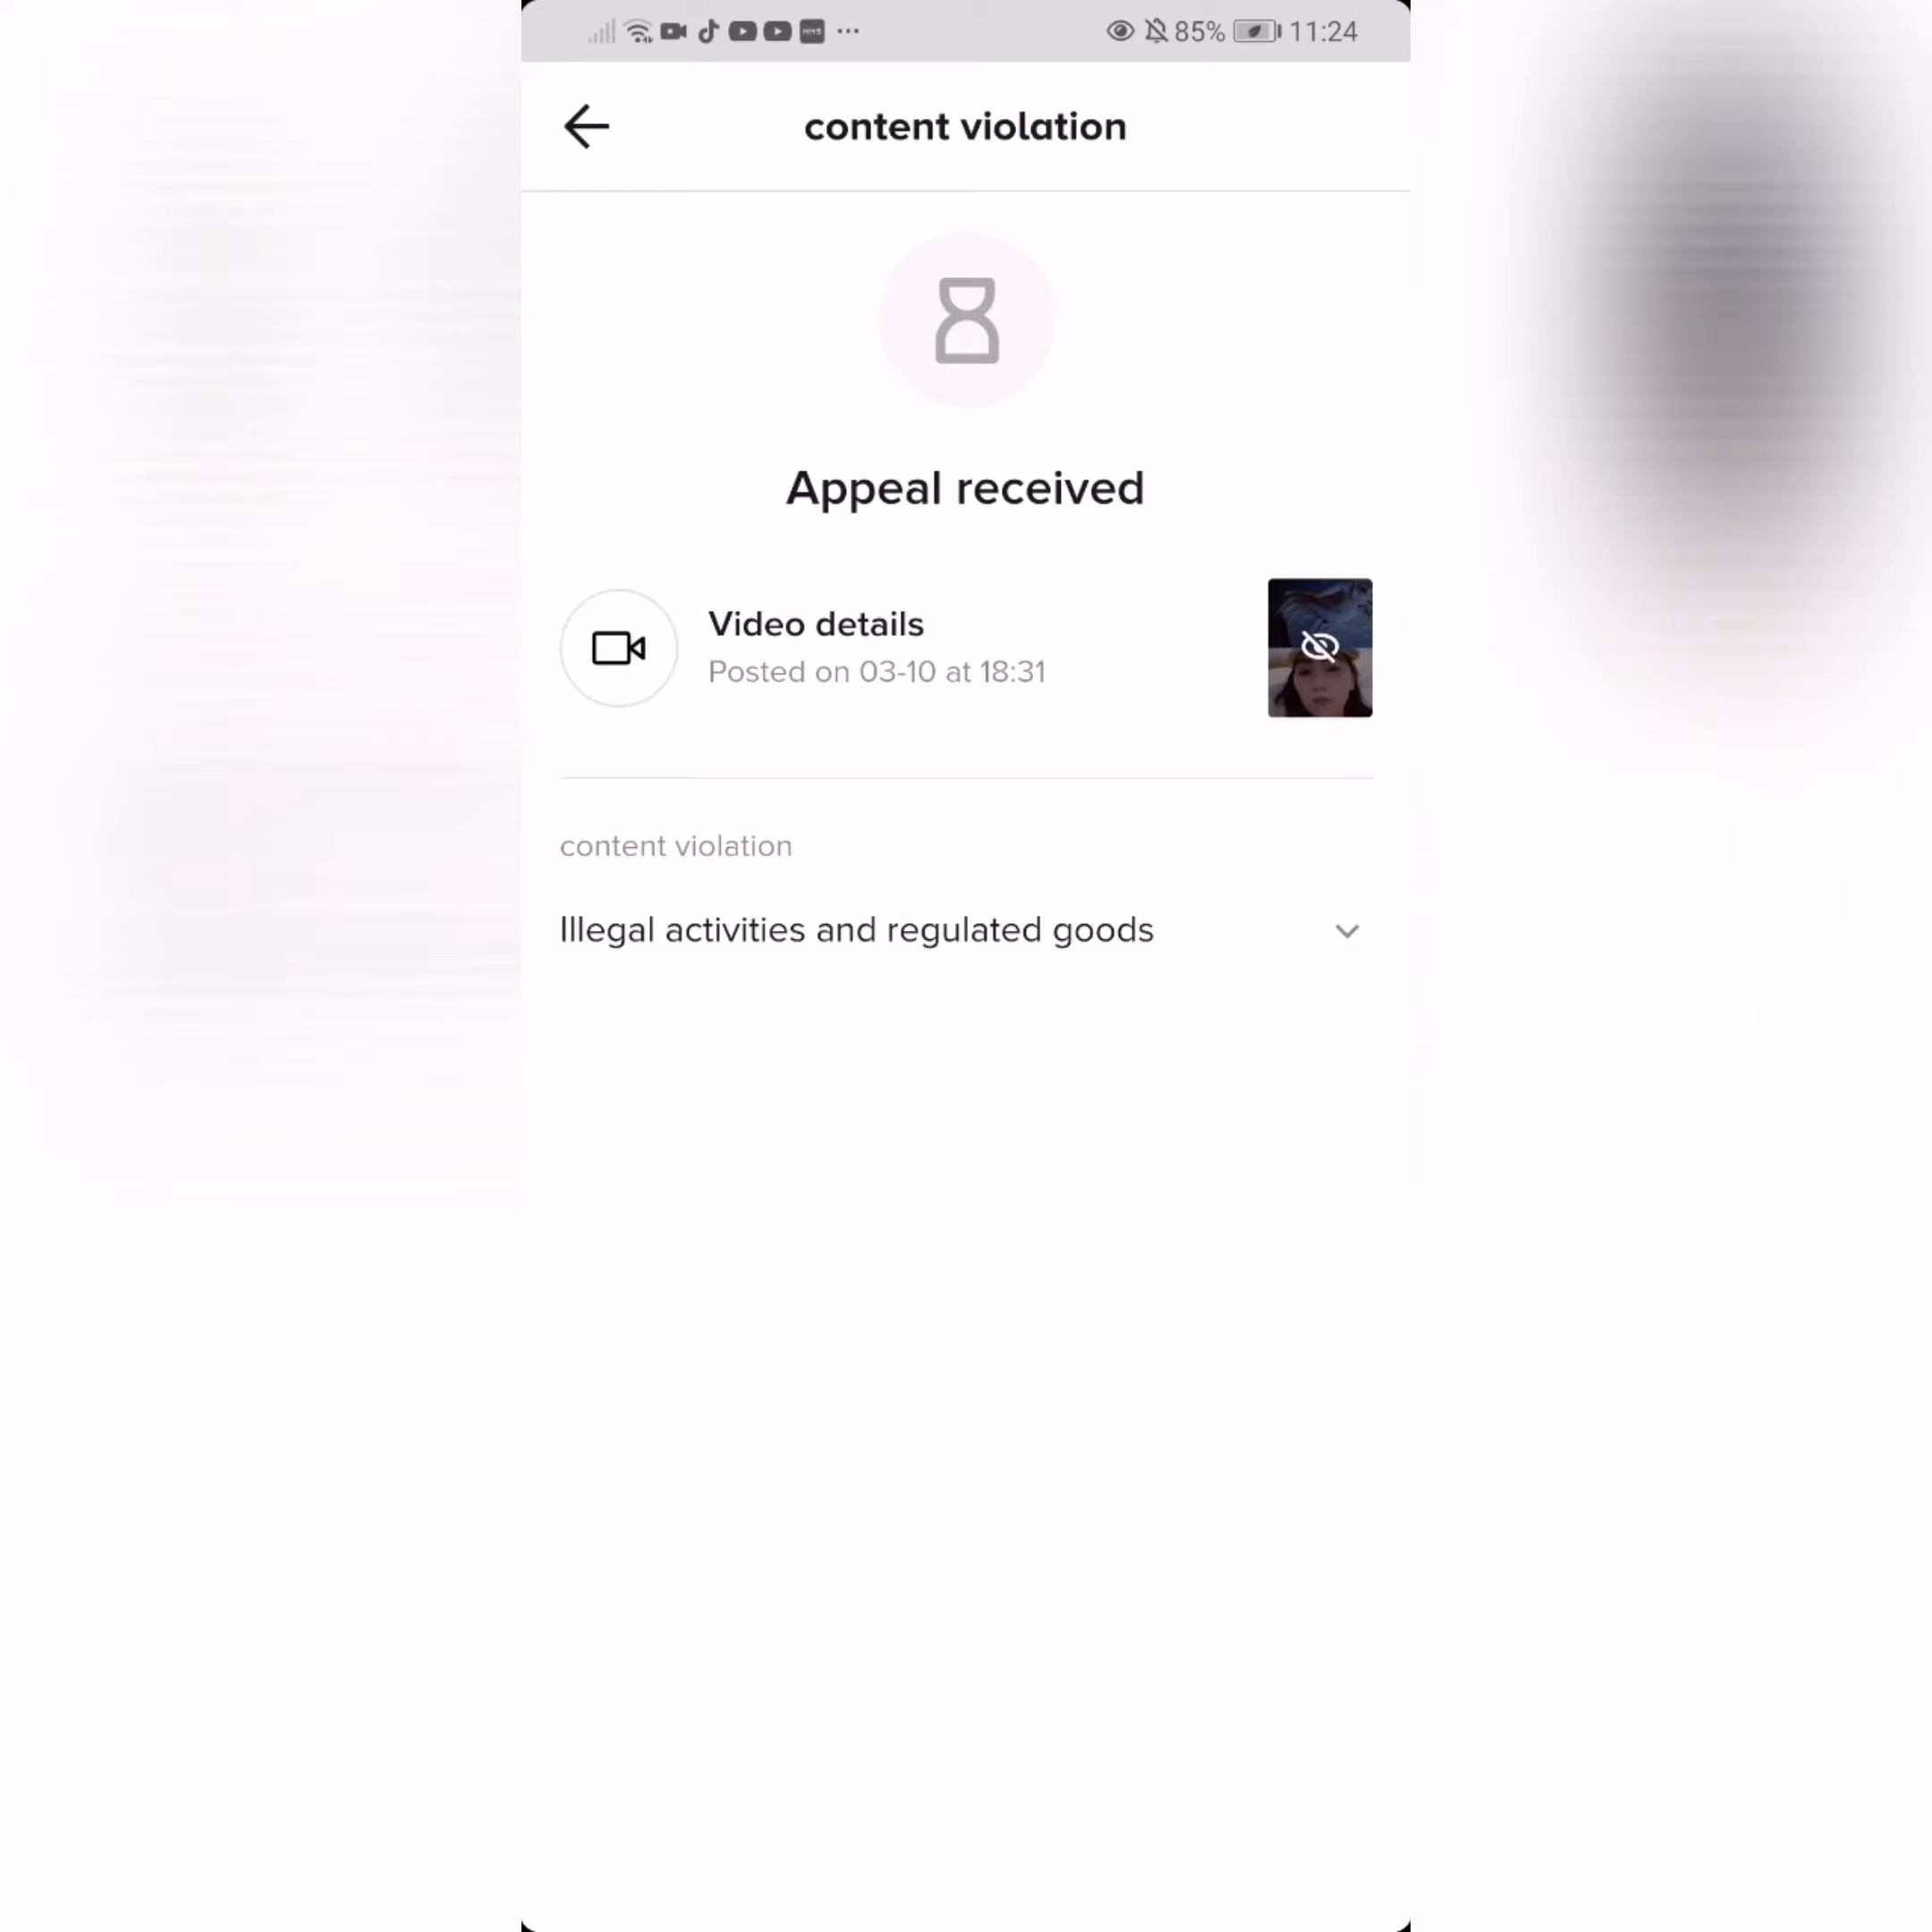 85% 11:24
content violation
Appeal received
Video details
Posted on 03-10 at 18:31
content violation
Illegal activities and regulated goods